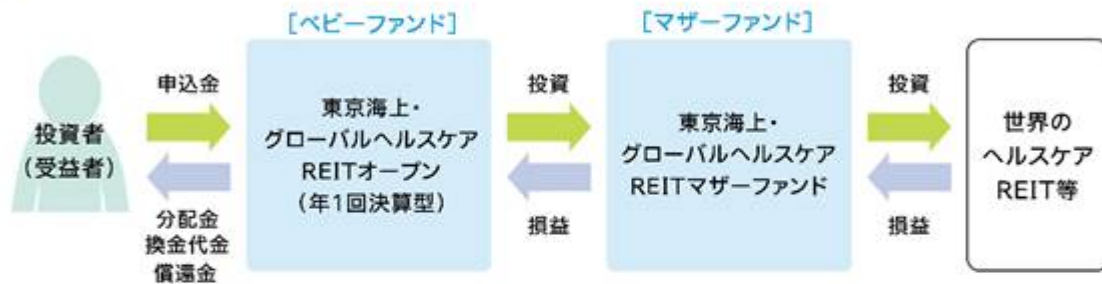 [ベビーファンド]
[マザーファンド]
投資者
(受益者)
申込金
分配金
換金代金
償還金
東京海上・
グローバルヘルスケア
REITオープン
(年1回決算型)
投資
損益
東京海上・
グローバルヘルスケア
REITマザーファンド
投資
損益
世界の
ヘルスケア
REIT等